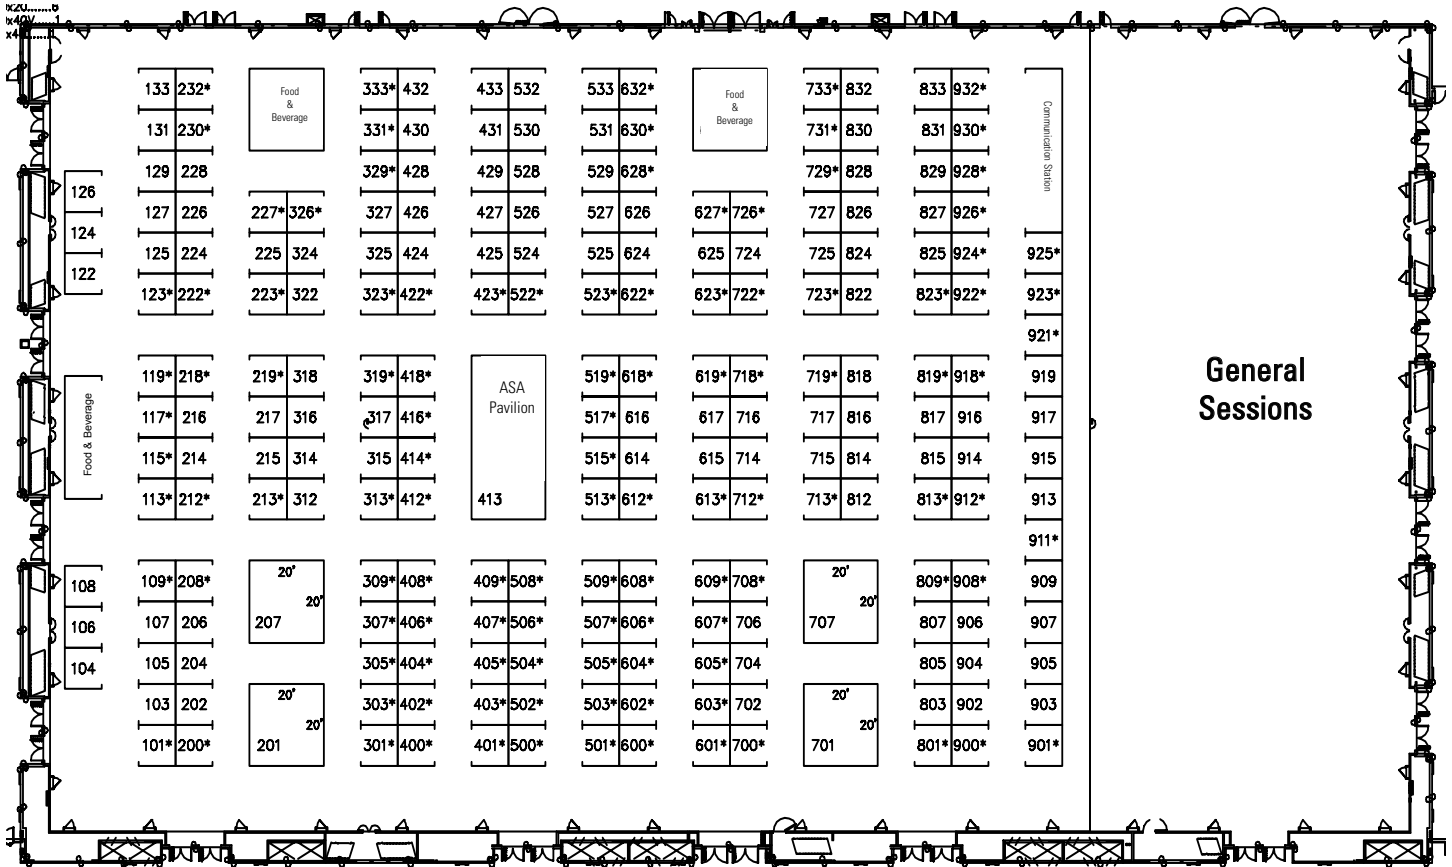 133 232* 333* 432 433 532 533 632* 733* 832 833 932*
Food
&
Beverage
Food
&
Beverage
131 230* 331* 430 431 530 531 630* 731* 830 831 930*
Communication Station
129 228 329* 428 429 528 529 628* 729* 828 829 928*
126
127 226 227* 326* 327 426 427 526 527 626 627* 726* 727 826 827 926*
124
125 224 225 324 325 424 425 524 525 624 625 724 725 824 825 924* 925*
122
123* 222* 223* 322 323* 422* 423* 522* 523* 622* 623* 722* 723* 822 823* 922* 923*
921*
119* 218* 219* 318 319* 418* 519* 618* 619* 718* 719* 818 819* 918* 919
ASA
Pavilion
General
Sessions
117* 216 217 316 317 416* 517* 616 617 716 717 816 817 916 917
Food & Beverage
115* 214 215 314 315 414* 515* 614 615 714 715 814 815 914 915
113* 212* 213* 312 313* 412* 413 513* 612* 613* 712* 713* 812 813* 912* 913
911*
20' 20'
108 109* 208* 309* 408* 409* 508* 509* 608* 609* 708* 809* 908* 909
20' 20'
106 107 206 207 307* 406* 407* 506* 507* 606* 607* 706 707 807 906 907
104 105 204 305* 404* 405* 504* 505* 604* 605* 704 805 904 905
20' 20'
103 202 303* 402* 403* 502* 503* 602* 603* 702 803 902 903
20' 20'
101* 200* 201 301* 400* 401* 500* 501* 600* 601* 700* 701 801* 900* 901*